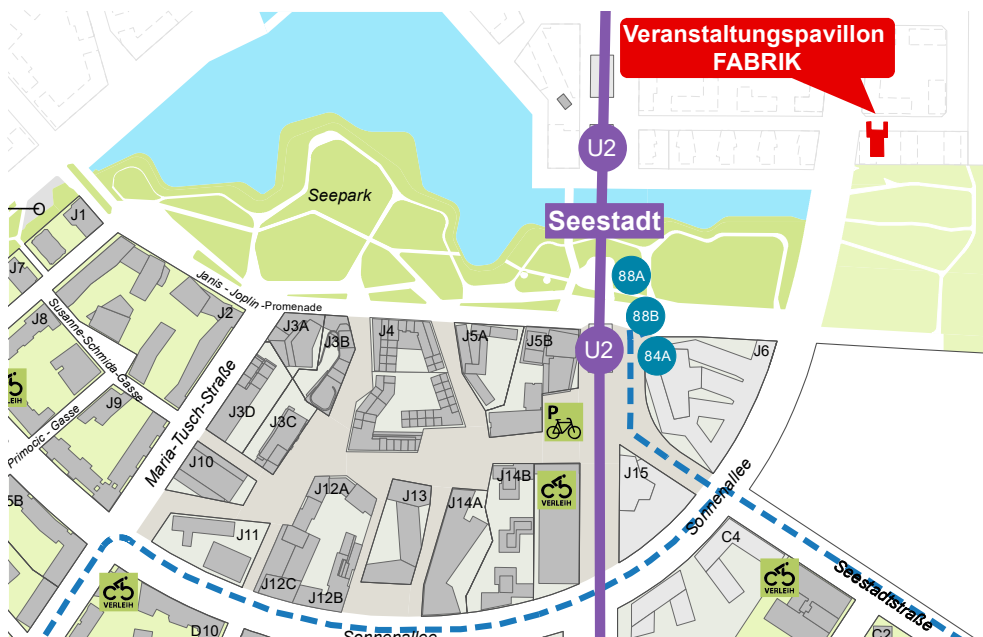 Veranstaltungspavillon
FABRIK
U2
Seepark
Seestadt
J1
88A
J7
Janis - Joplin -Promenade
88B
J8
J2
J3A
J3B
J4
J5A
J5B
U2
84A
J6
Susanne-Schmida-Gasse
Maria-Tusch-Straße
J9
J3D
J3C
P
Primocic - Gasse
J10
J15
5B
J12A
J13
J14A
J14B
VERLEIH
Sonnenallee
J11
C4
J12C
J12B
VERLEIH
VERLEIH
Seestadtstraße
D10
Sonnenallee
C2